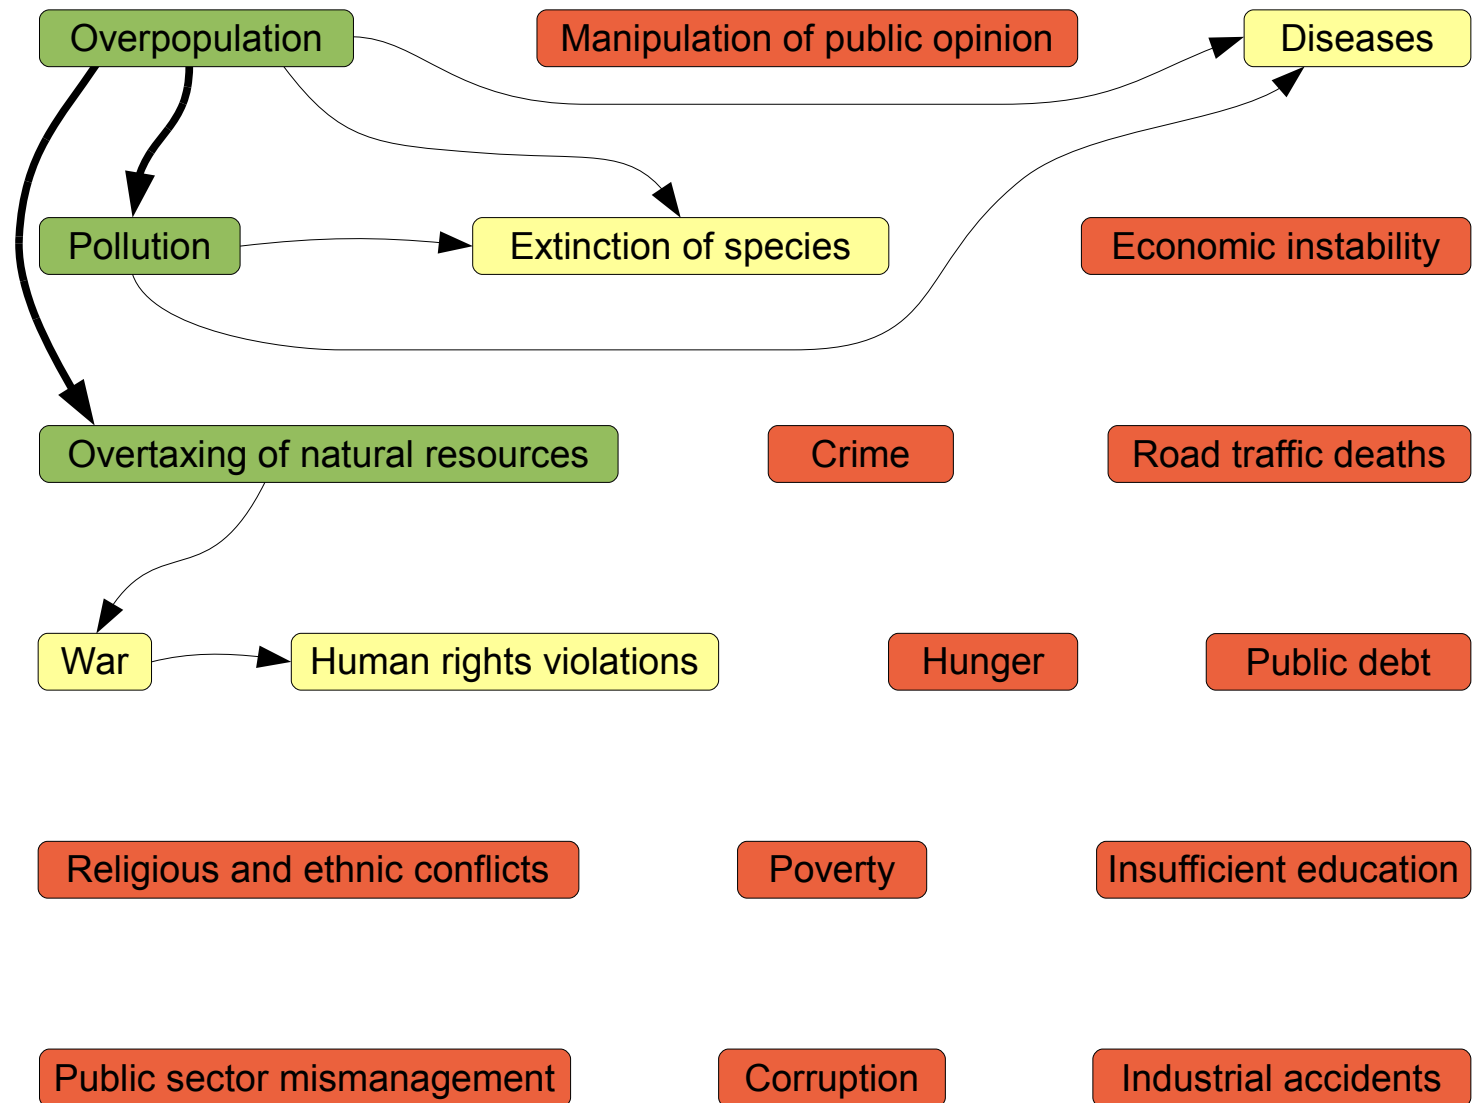 Overpopulation
Manipulation of public opinion
Diseases
Pollution
Extinction of species
Economic instability
Overtaxing of natural resources
Crime
Road traffic deaths
War
Human rights violations
Hunger
Public debt
Religious and ethnic conflicts
Poverty
Insufficient education
Public sector mismanagement
Corruption
Industrial accidents